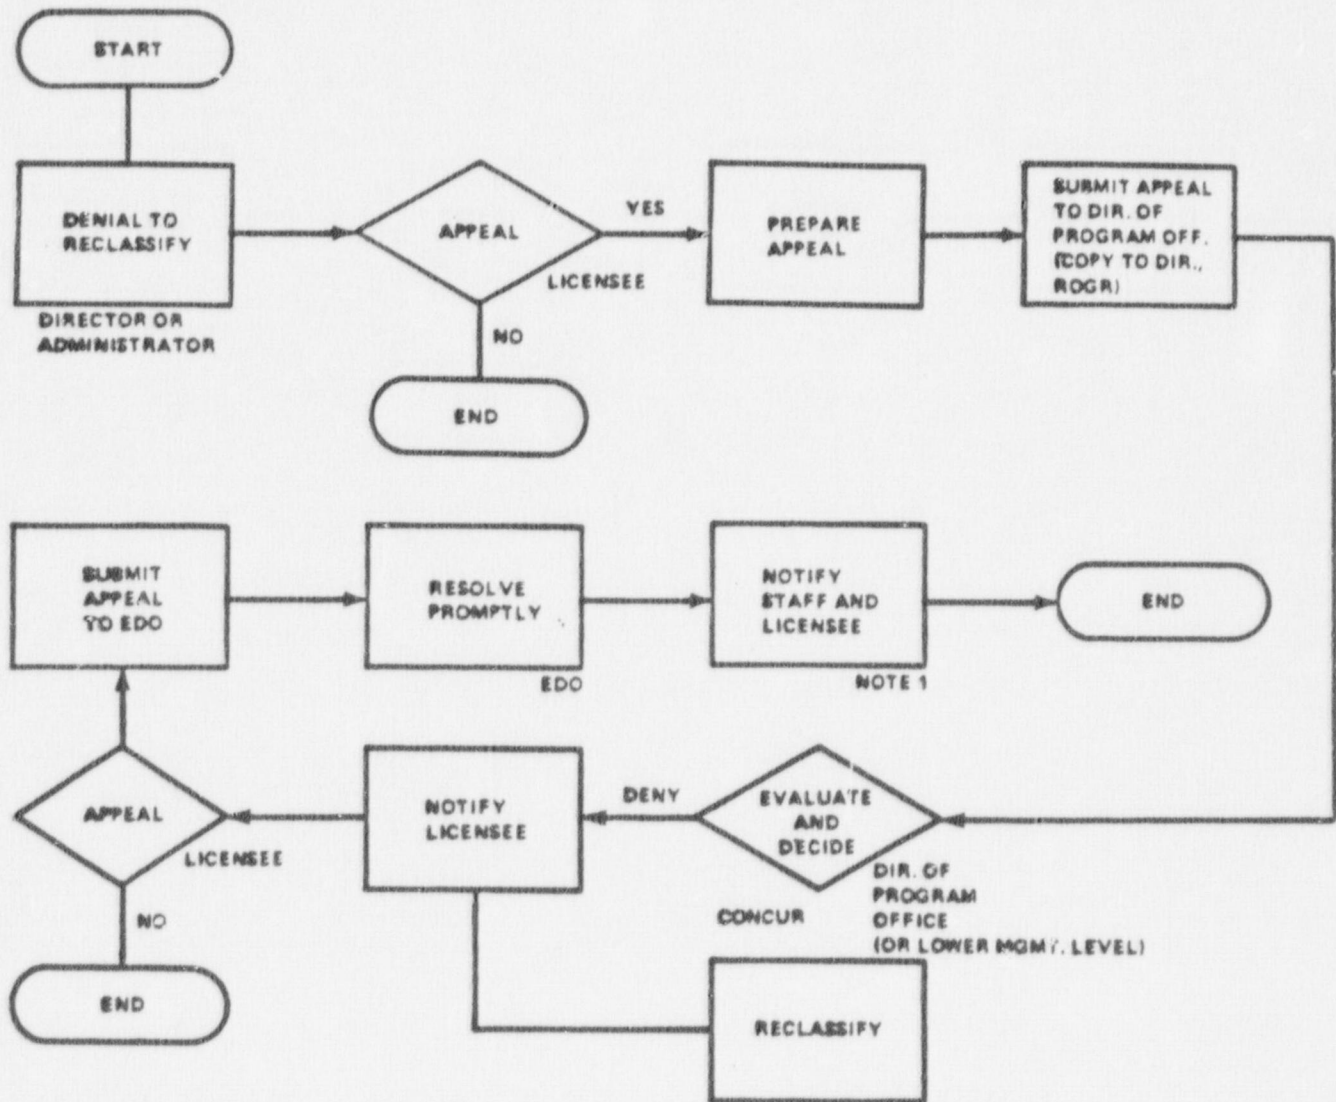 START
DENIAL TO
RECLASSIFY
DIRECTOR OR
ADMINISTRATOR
APPEAL
LICENSEE
YES
NO
END
PREPARE
APPEAL
SUBMIT APPEAL
TO DIR. OF
PROGRAM OFF.
(COPY TO DIR.,
ROGR)
SUBMIT
APPEAL
TO EDO
RESOLVE
PROMPTLY
EDO
NOTIFY
STAFF AND
LICENSEE
NOTE 1
END
APPEAL
LICENSEE
NO
END
NOTIFY
LICENSEE
DENY
EVALUATE
AND
DECIDE
DIR. OF
PROGRAM
OFFICE
(OR LOWER MGMT. LEVEL)
CONCUR
RECLASSIFY